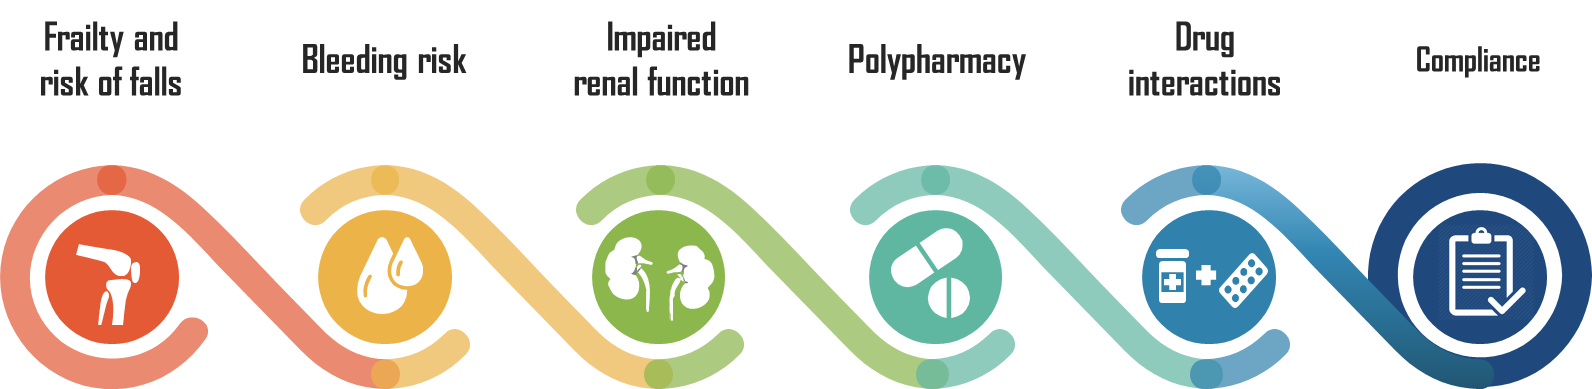 Frailty and
risk of falls
Bleeding risk
Impaired
renal function
Polypharmacy
Drug
interactions
Compliance